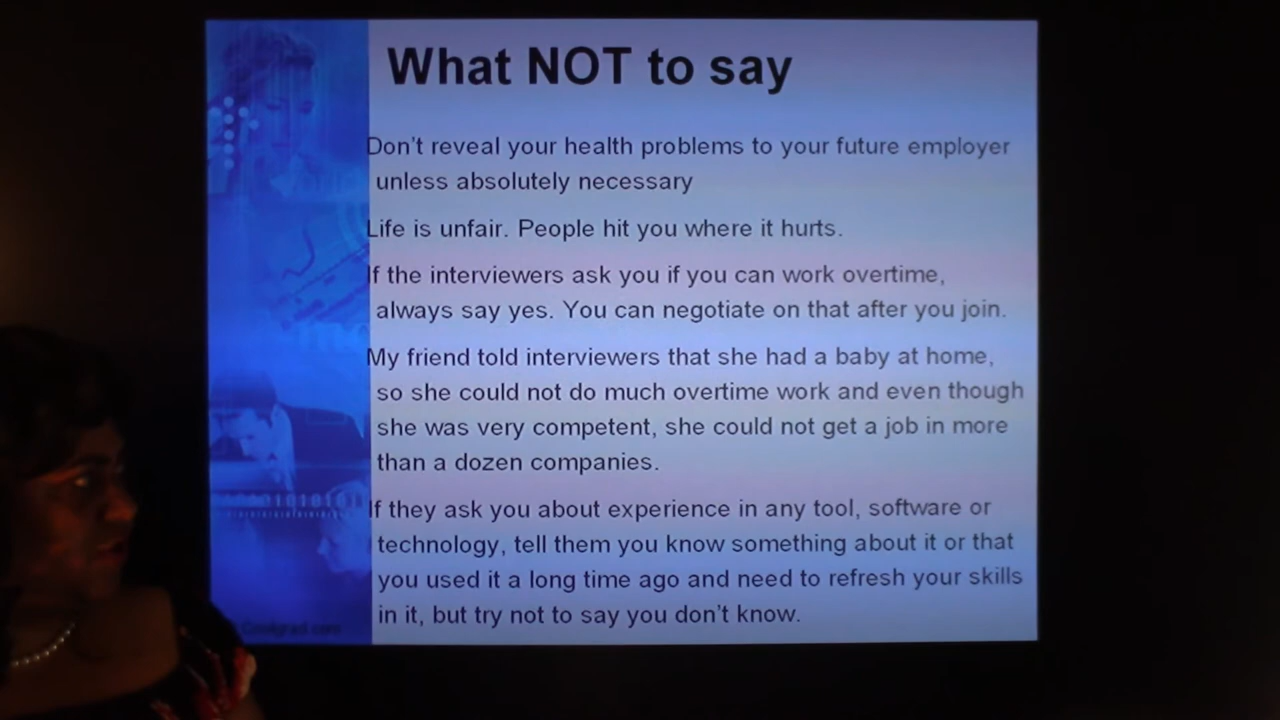 What NOT to say
Don't reveal your health problems to your future employer
unless absolutely necessary
Life is unfair. People hit you where it hurts.
If the interviewers ask you if you can work overtime,
always say yes. You can negotiate on that after you join.
My friend told interviewers that she had a baby at home,
so she could not do much overtime work and even though
she was very competent, she could not get a job in more
than a dozen companies.
If they ask you about experience in any tool, software or
technology, tell them you know something about it or that
you used it a long time ago and need to refresh your skills
in it, but try not to say you don't know.